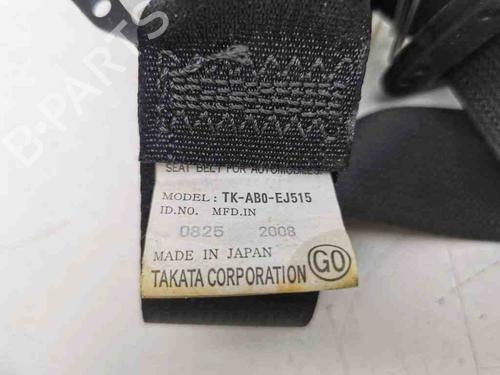 B-PARTS
SEAT BELT FOR AUTOMOBILES
MODEL: TK-AB0-EJ515
ID.NO. MFD.IN
0825 2008
MADE IN JAPAN
TAKATA CORPORATION GO